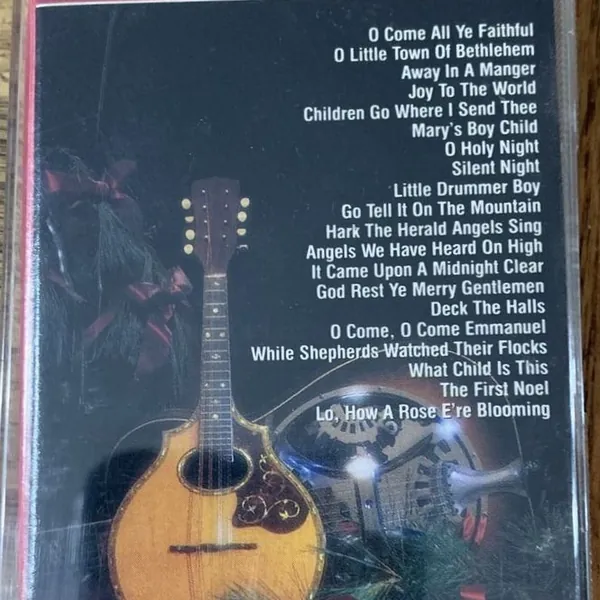 O Come All Ye Faithful
O Little Town Of Bethlehem
Away In A Manger
Joy To The World
Children Go Where I Send Thee
Mary's Boy Child
O Holy Night
Silent Night
Little Drummer Boy
Go Tell It On The Mountain
Hark The Herald Angels Sing
Angels We Have Heard On High
It Came Upon A Midnight Clear
God Rest Ye Merry Gentlemen
Deck The Halls
O Come, O Come Emmanuel
While Shepherds Watched Their Flocks
What Child Is This
The First Noel
Lo, How A Rose E're Blooming